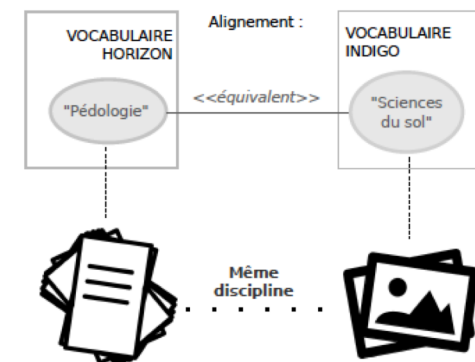 VOCABULAIRE
HORIZON
Alignement :
VOCABULAIRE
INDIGO
"Pédologie"
<<équivalent>>
"Sciences
du sol"
Même
discipline